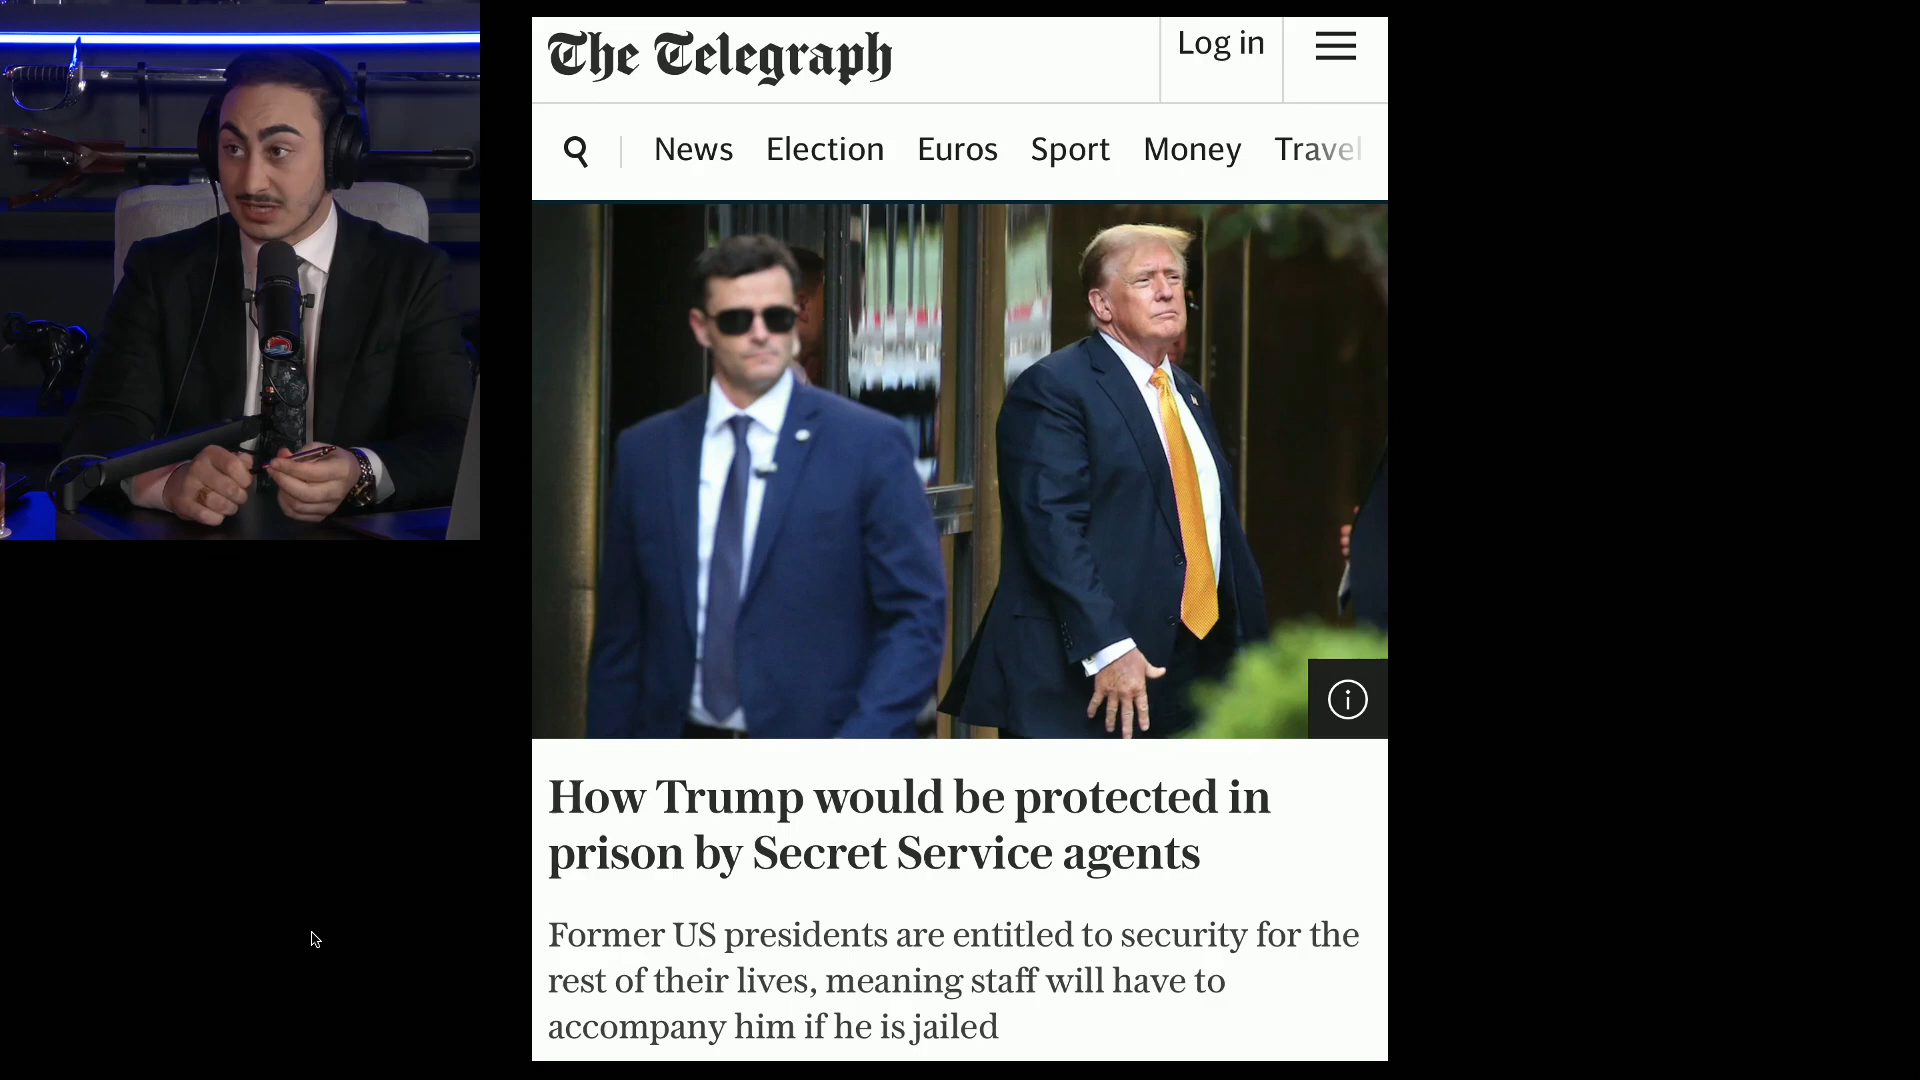 The Telegraph
Log in
News Election Euros Sport Money Travel
How Trump would be protected in
prison by Secret Service agents
Former US presidents are entitled to security for the
rest of their lives, meaning staff will have to
accompany him if he is jailed